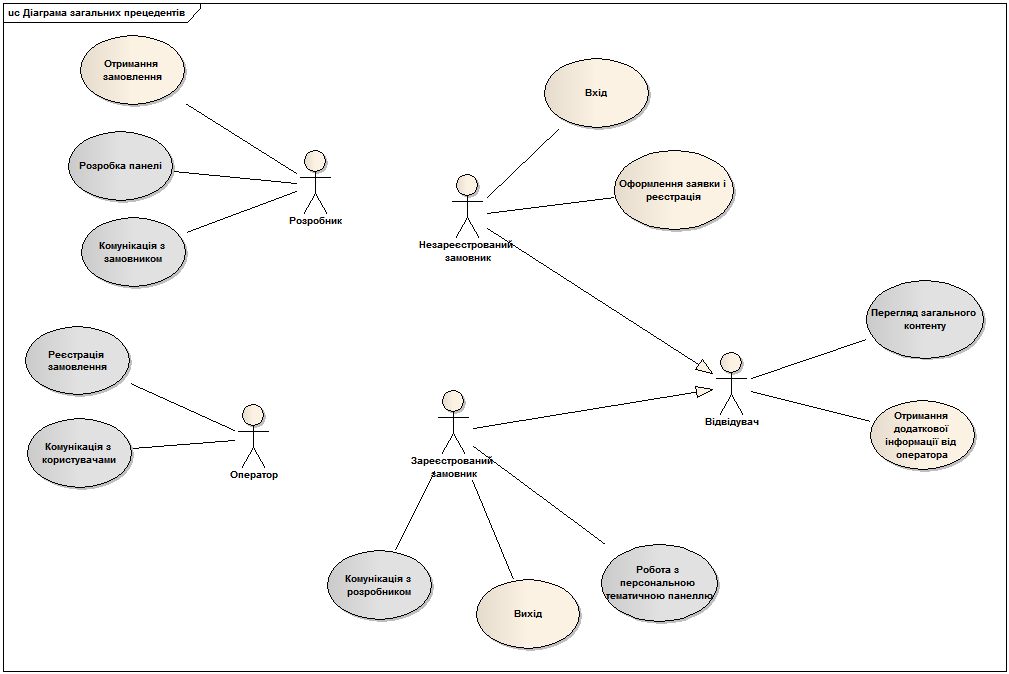 uc Діаграма загальних прецедентів
Отримання
замовлення
Розробка панелі
Комунікація з
замовником
Розробник
Вхід
Оформлення заявки і
реєстрація
Незареєстрований
замовник
Перегляд загального
контенту
Отримання
додаткової
інформації від
оператора
Відвідувач
Реєстрація
замовлення
Комунікація з
користувачами
Оператор
Зареєстрований
замовник
Комунікація з
розробником
Вихід
Робота з
персональною
тематичною панеллю